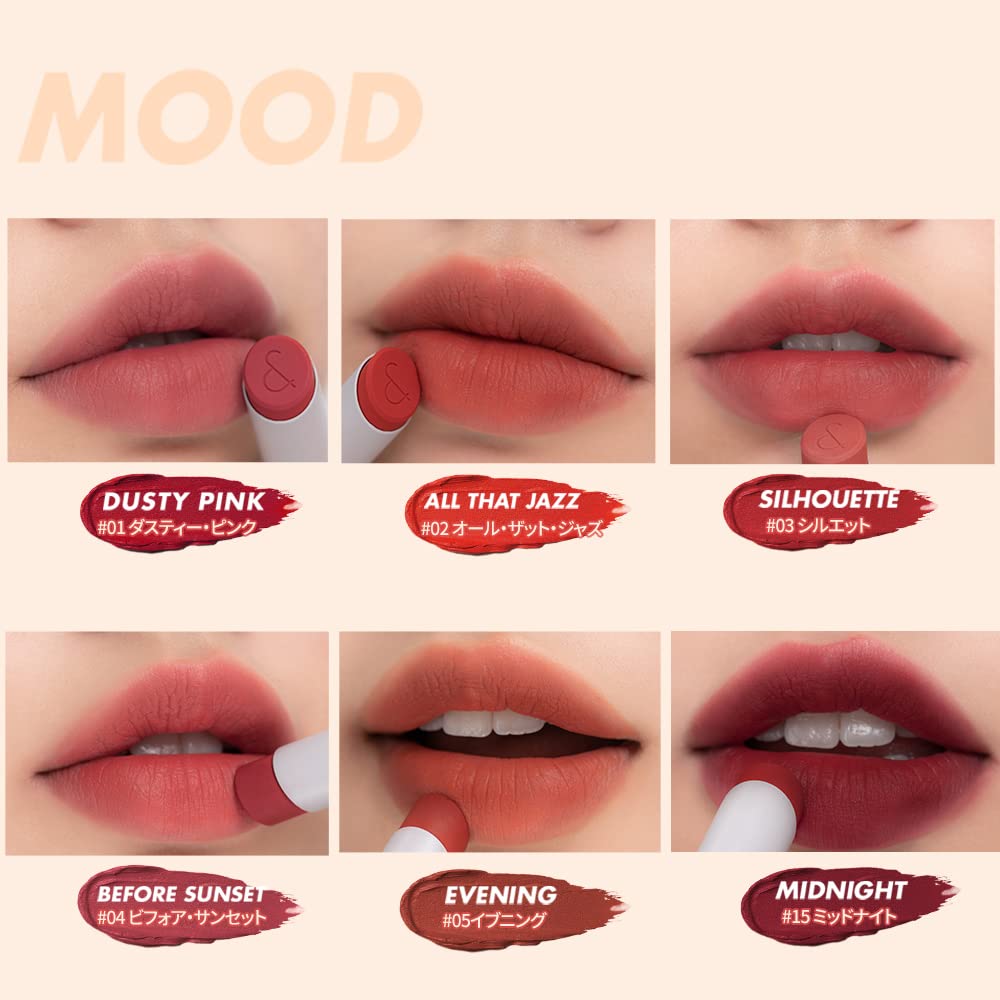 MOOD
DUSTY PINK
#01 ダスティー・ピンク
ALL THAT JAZZ
#02 オール・ザット・ジャズ
SILHOUETTE
#03 シルエット
BEFORE SUNSET
#04 ビフォア・サンセット
EVENING
#05イブニング
MIDNIGHT
#15 ミッドナイト